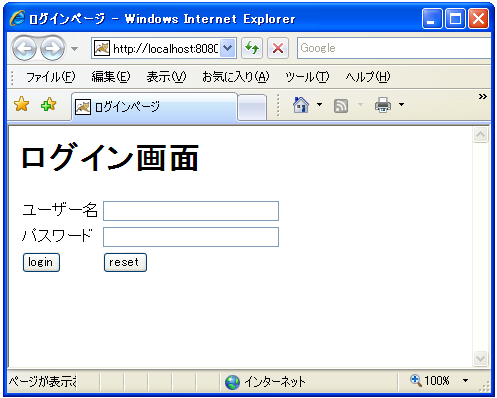 ログインページ - Windows Internet Explorer
http://localhost:8080
Google
ファイル(F) 編集(E) 表示(V) お気に入り(A) ツール(T) ヘルプ(H)
ログインページ
»
ログイン画面
ユーザー名
パスワード
login reset
ページが表示さ インターネット 100%